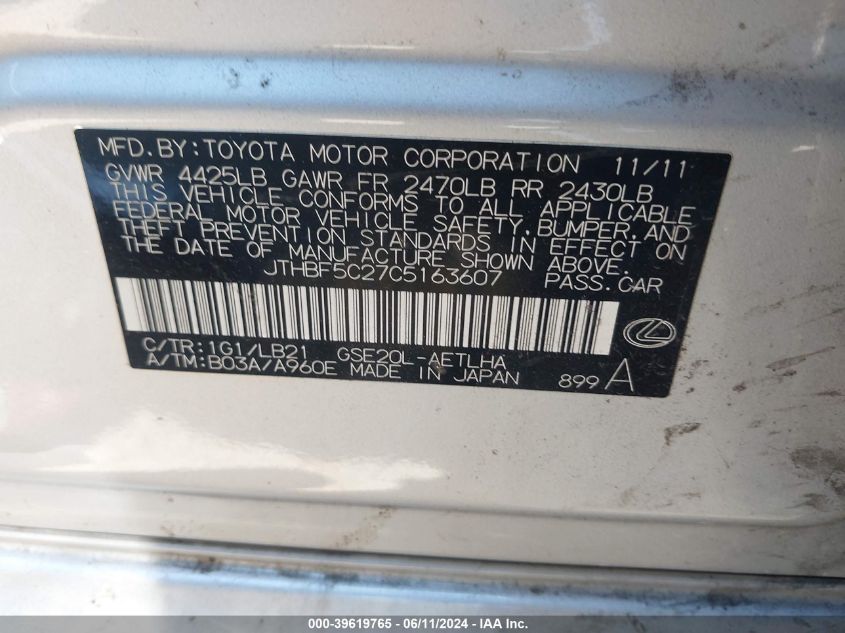 MFD.BY:TOYOTA MOTOR CORPORATION 11/11
GVWR 4425LB GAWR FR 2470LB RR 2430LB
THIS VEHICLE CONFORMS TO ALL APPLICABLE
FEDERAL MOTOR VEHICLE SAFETY,BUMPER,AND
THEFT PREVENTION STANDARDS IN EFFECT ON
THE DATE OF MANUFACTURE SHOWN ABOVE.
JTHBF5C27C5163607 PASS.CAR
C/TR:1G1/LB21 GSE20L-AETLHA
A/TM:B03A/A960E MADE IN JAPAN 899 A
000-39619765 - 06/11/2024 - IAA Inc.